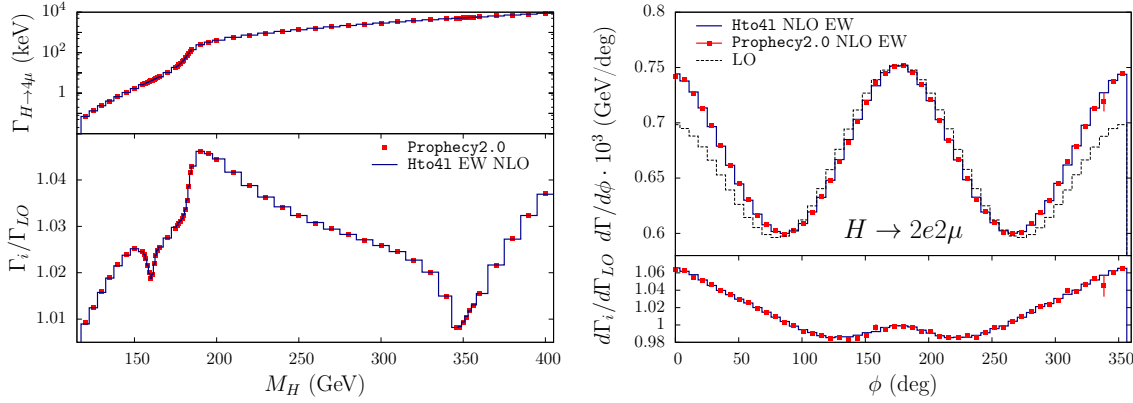 Γ_{H→4μ} (keV)
10^4
10^2
1
Prophecy2.0
Hto4l EW NLO
Γ_i/Γ_{LO}
1.04
1.03
1.02
1.01
150 200 250 300 350 400
M_H (GeV)
Hto4l NLO EW
Prophecy2.0 NLO EW
LO
dΓ/dφ · 10^3 (GeV/deg)
0.8
0.75
0.7
0.65
0.6
H → 2e2μ
dΓ_i/dΓ_{LO}
1.06
1.04
1.02
1
0.98
0 50 100 150 200 250 300 350
φ (deg)